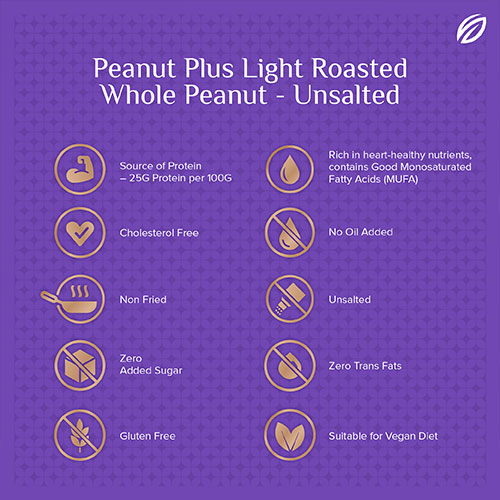 Peanut Plus Light Roasted
Whole Peanut - Unsalted
Source of Protein
– 25G Protein per 100G
Rich in heart-healthy nutrients,
contains Good Monosaturated
Fatty Acids (MUFA)
Cholesterol Free
No Oil Added
Non Fried
Unsalted
Zero
Added Sugar
Zero Trans Fats
Gluten Free
Suitable for Vegan Diet